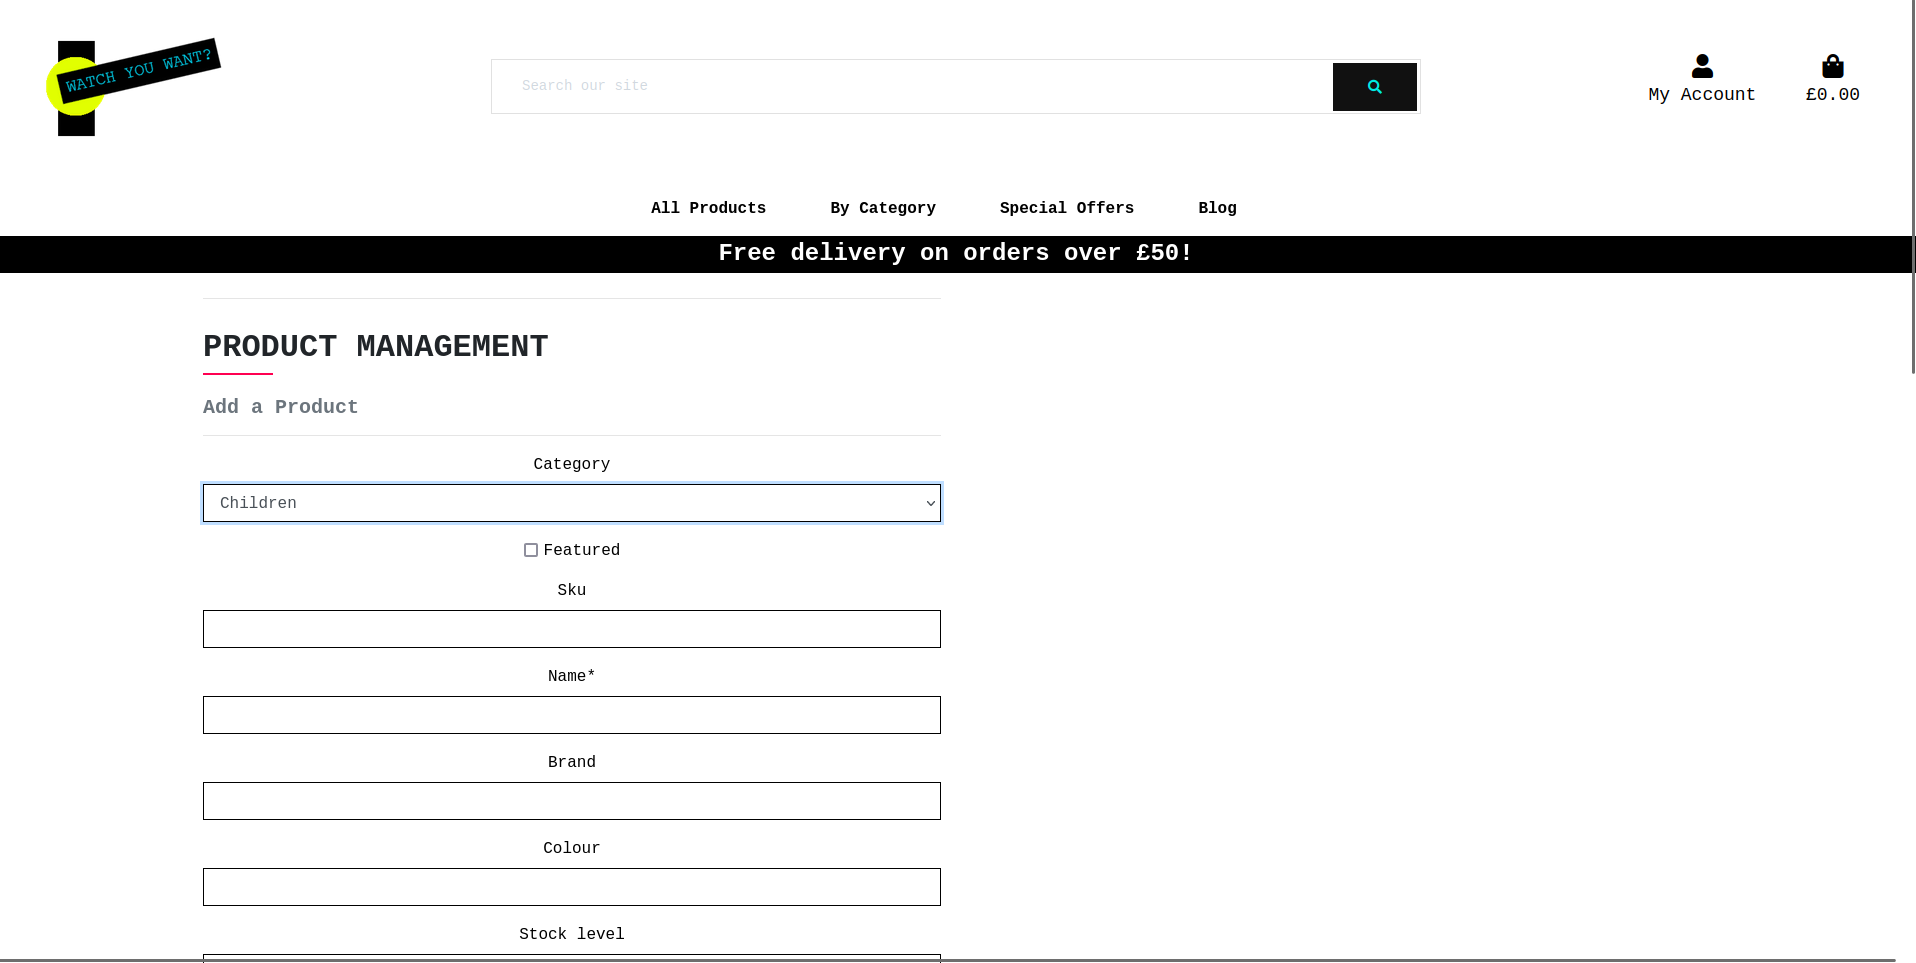 WATCH YOU WANT?
Search our site
My Account
£0.00
All Products
By Category
Special Offers
Blog
Free delivery on orders over £50!
PRODUCT MANAGEMENT
Add a Product
Category
Children
Featured
Sku
Name*
Brand
Colour
Stock level